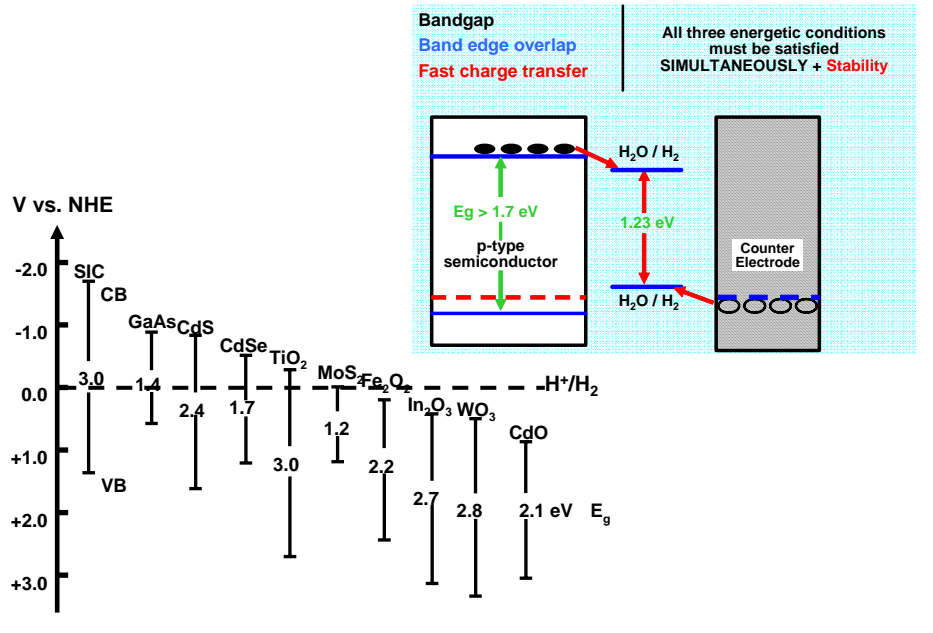 Bandgap
Band edge overlap
Fast charge transfer
All three energetic conditions
must be satisfied
SIMULTANEOUSLY + Stability
H₂O / H₂
Eg > 1.7 eV
1.23 eV
p-type
semiconductor
Counter
Electrode
H₂O / H₂
V vs. NHE
-2.0
-1.0
0.0
+1.0
+2.0
+3.0
SIC
CB
3.0
VB
GaAs
1.4
CdS
2.4
CdSe
1.7
TiO₂
3.0
MoS₂
1.2
Fe₂O₂
2.2
In₂O₃
2.7
WO₃
2.8
CdO
2.1 eV
E₉
H⁺/H₂